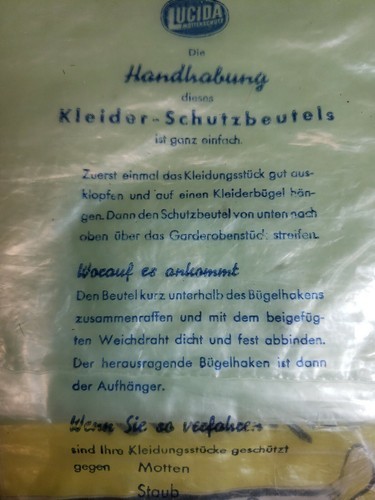 LUCIDA
MOTTENSCHUTZ
Die
Handhabung
dieses
Kleider-Schutzbeutels
ist ganz einfach.
Zuerst einmal das Kleidungsstück gut aus-
klopfen und auf einen Kleiderbügel hän-
gen. Dann den Schutzbeutel von unten nach
oben über das Garderobenstück streifen.
Worauf es ankommt
Den Beutel kurz unterhalb des Bügelhakens
zusammenraffen und mit dem beigefüg-
ten Weichdraht dicht und fest abbinden.
Der herausragende Bügelhaken ist dann
der Aufhänger.
Wenn Sie so verfahren
sind Ihre Kleidungsstücke geschützt
gegen Motten
Staub